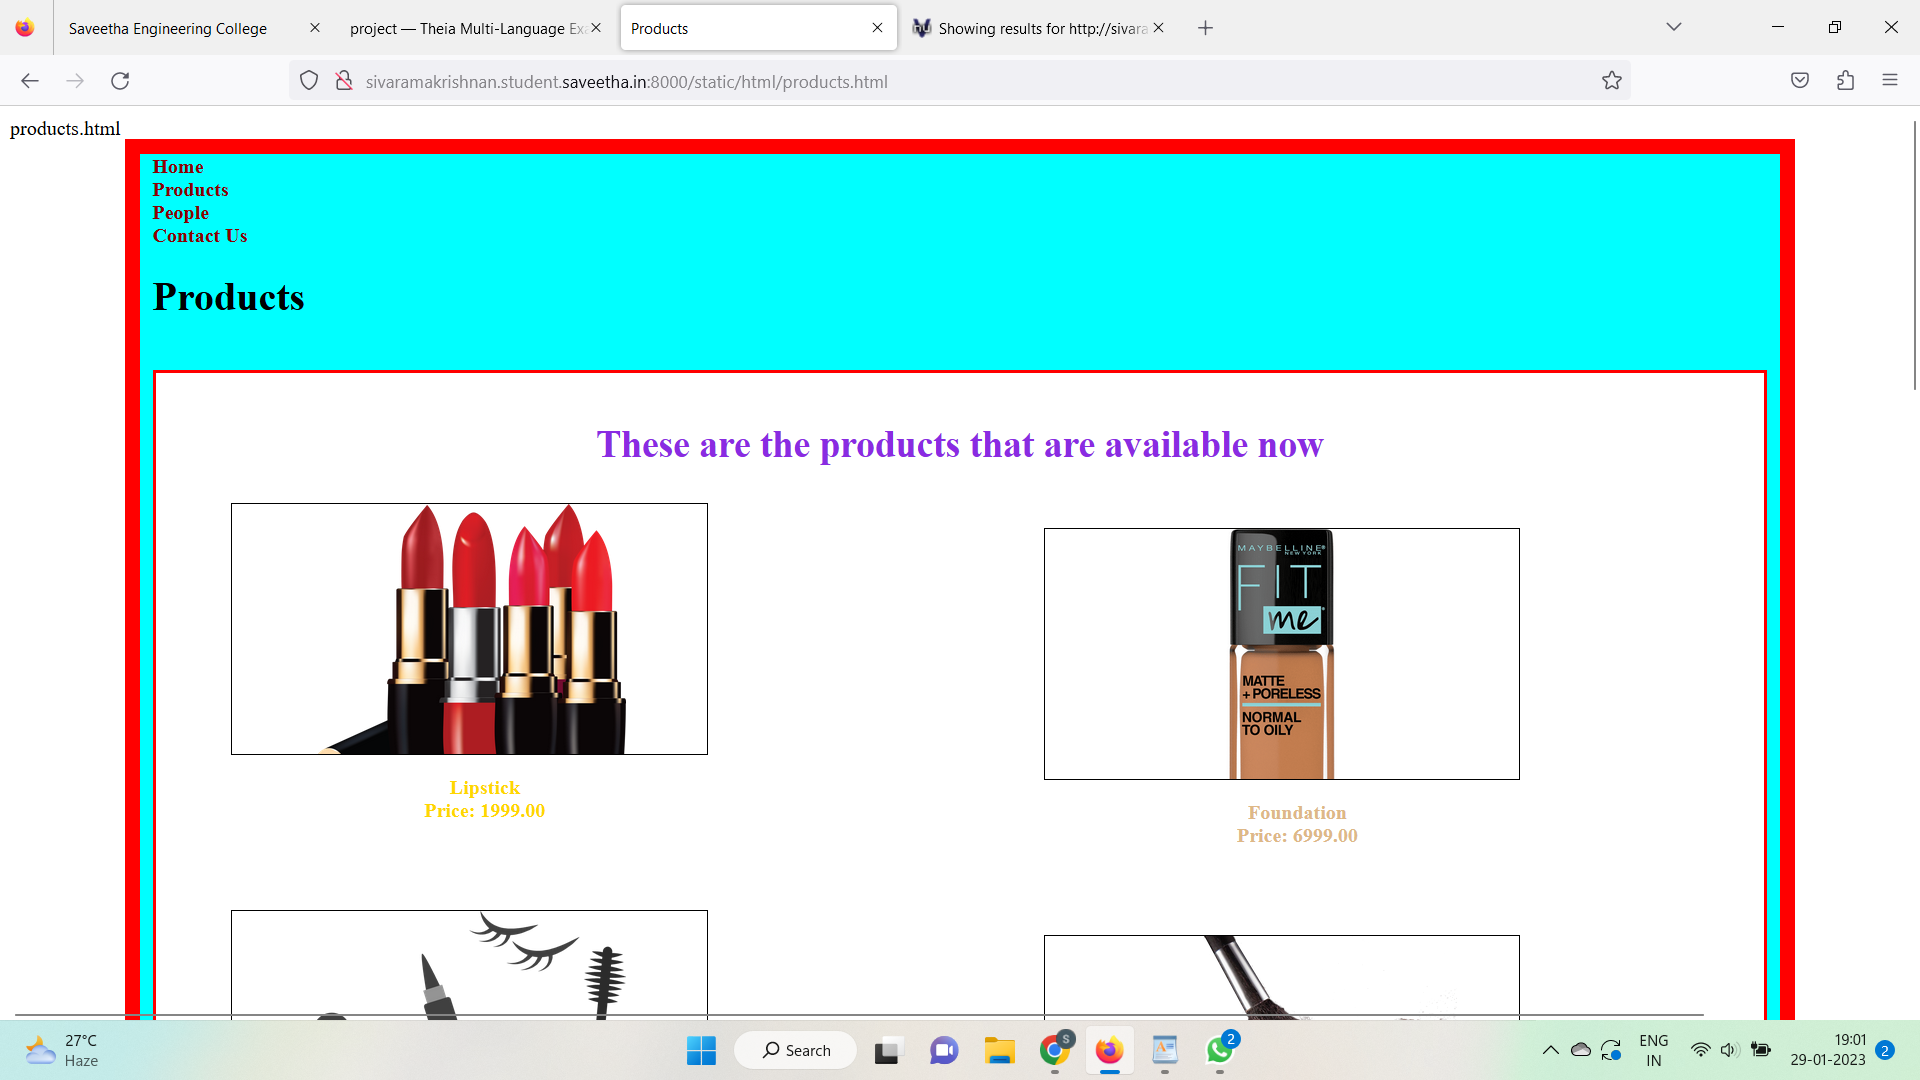 Saveetha Engineering College
project — Theia Multi-Language Ex
Products
Showing results for http://sivara
sivaramakrishnan.student.saveetha.in:8000/static/html/products.html
products.html
Home
Products
People
Contact Us
Products
These are the products that are available now
MAYBELLINE®
NEW YORK
FIT
me
MATTE
+ PORELESS
NORMAL
TO OILY
Lipstick
Price: 1999.00
Foundation
Price: 6999.00
27°C
Haze
Search
S
2
ENG
IN
19:01
29-01-2023
2